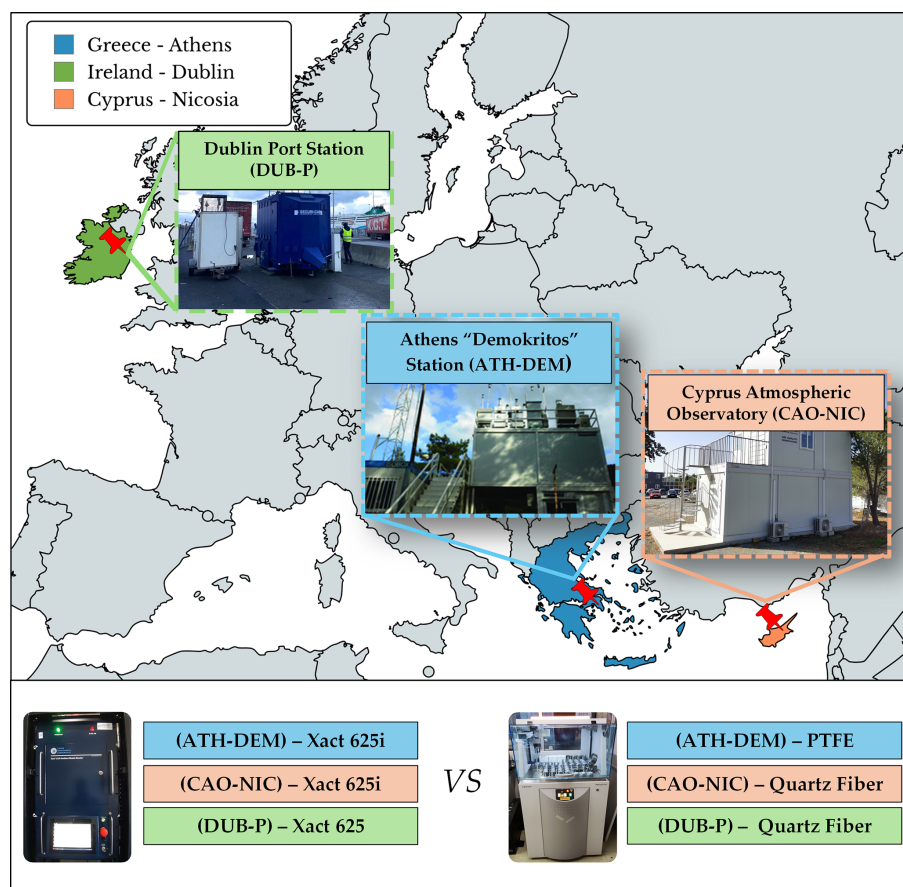 Greece - Athens
Ireland - Dublin
Cyprus - Nicosia
Dublin Port Station
(DUB-P)
Athens “Demokritos”
Station (ATH-DEM)
Cyprus Atmospheric
Observatory (CAO-NIC)
(ATH-DEM) – Xact 625i
(CAO-NIC) – Xact 625i
(DUB-P) – Xact 625
VS
(ATH-DEM) – PTFE
(CAO-NIC) – Quartz Fiber
(DUB-P) – Quartz Fiber